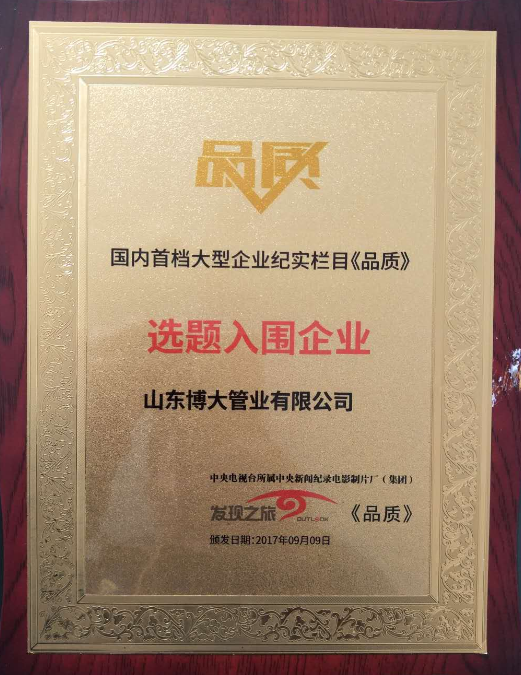 品质
国内首档大型企业纪实栏目《品质》
选题入围企业
山东博大管业有限公司
中央电视台所属中央新闻纪录电影制片厂（集团）
发现之旅 OUTLOOK 《品质》
颁发日期:2017年09月09日